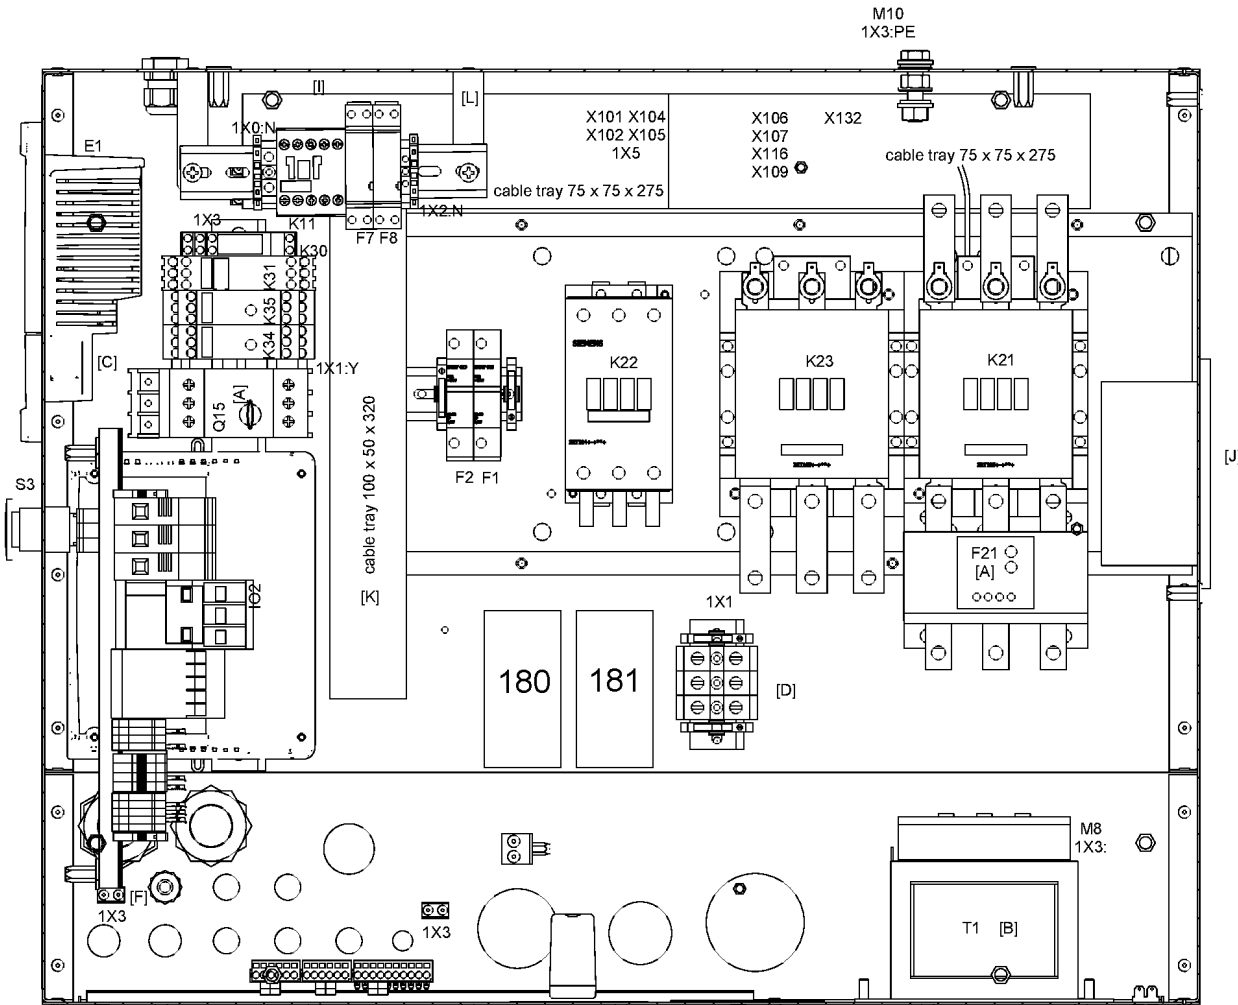 M10
1X3:PE
[I]
[L]
1X0:N
X101 X104
X102 X105
1X5
X106
X107
X116
X109
X132
E1
cable tray 75 x 75 x 275
cable tray 75 x 75 x 275
1X3
K11
1X2:N
F7 F8
K30
K31
K35
K34
[C]
1X1:Y
[A]
Q15
SIEMENS
K22
K23
K21
cable tray 100 x 50 x 320
[K]
F2 F1
[J]
S3
F21
[A]
IO2
1X1
180
181
[D]
M8
1X3:
[F]
1X3
1X3
T1 [B]